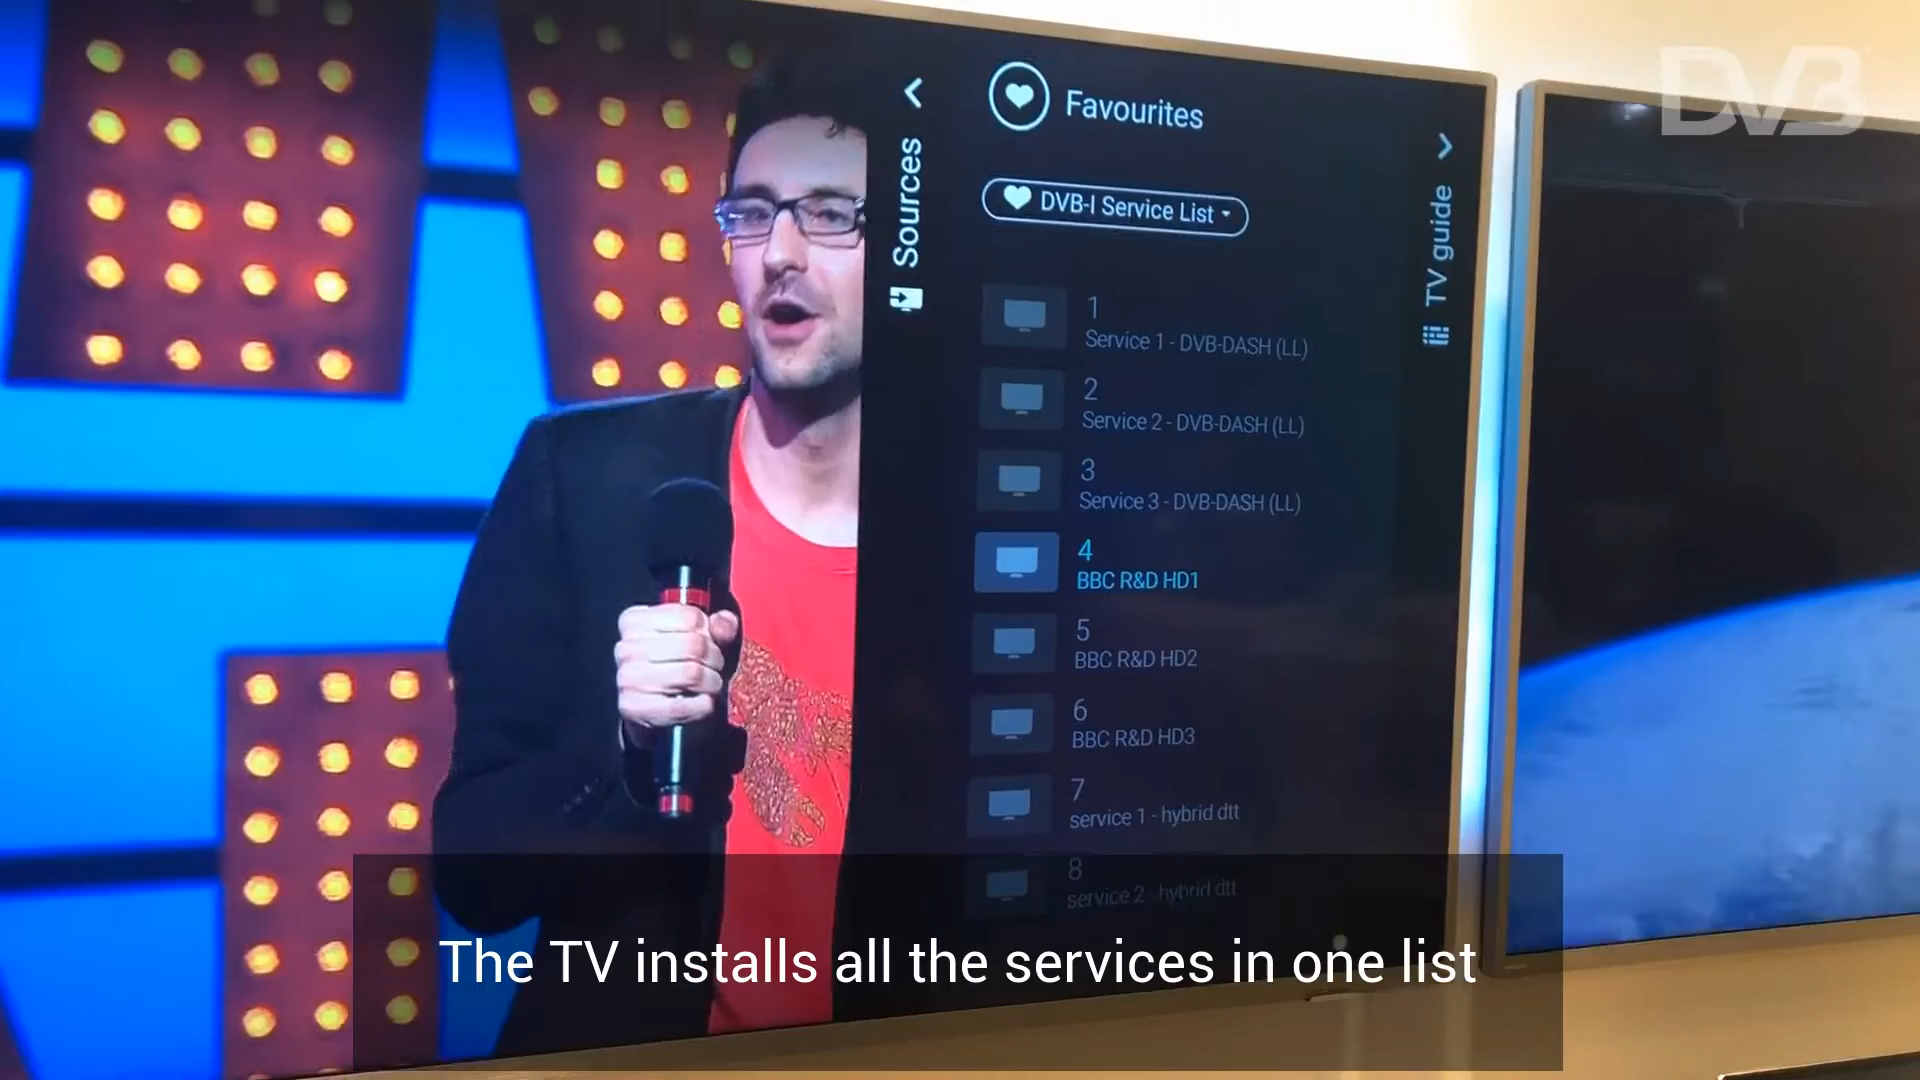 DVB
Favourites
DVB-I Service List
Sources
TV guide
1
Service 1 - DVB-DASH (LL)
2
Service 2 - DVB-DASH (LL)
3
Service 3 - DVB-DASH (LL)
4
BBC R&D HD1
5
BBC R&D HD2
6
BBC R&D HD3
7
service 1 - hybrid dtt
8
service 2 - hybrid dtt
The TV installs all the services in one list